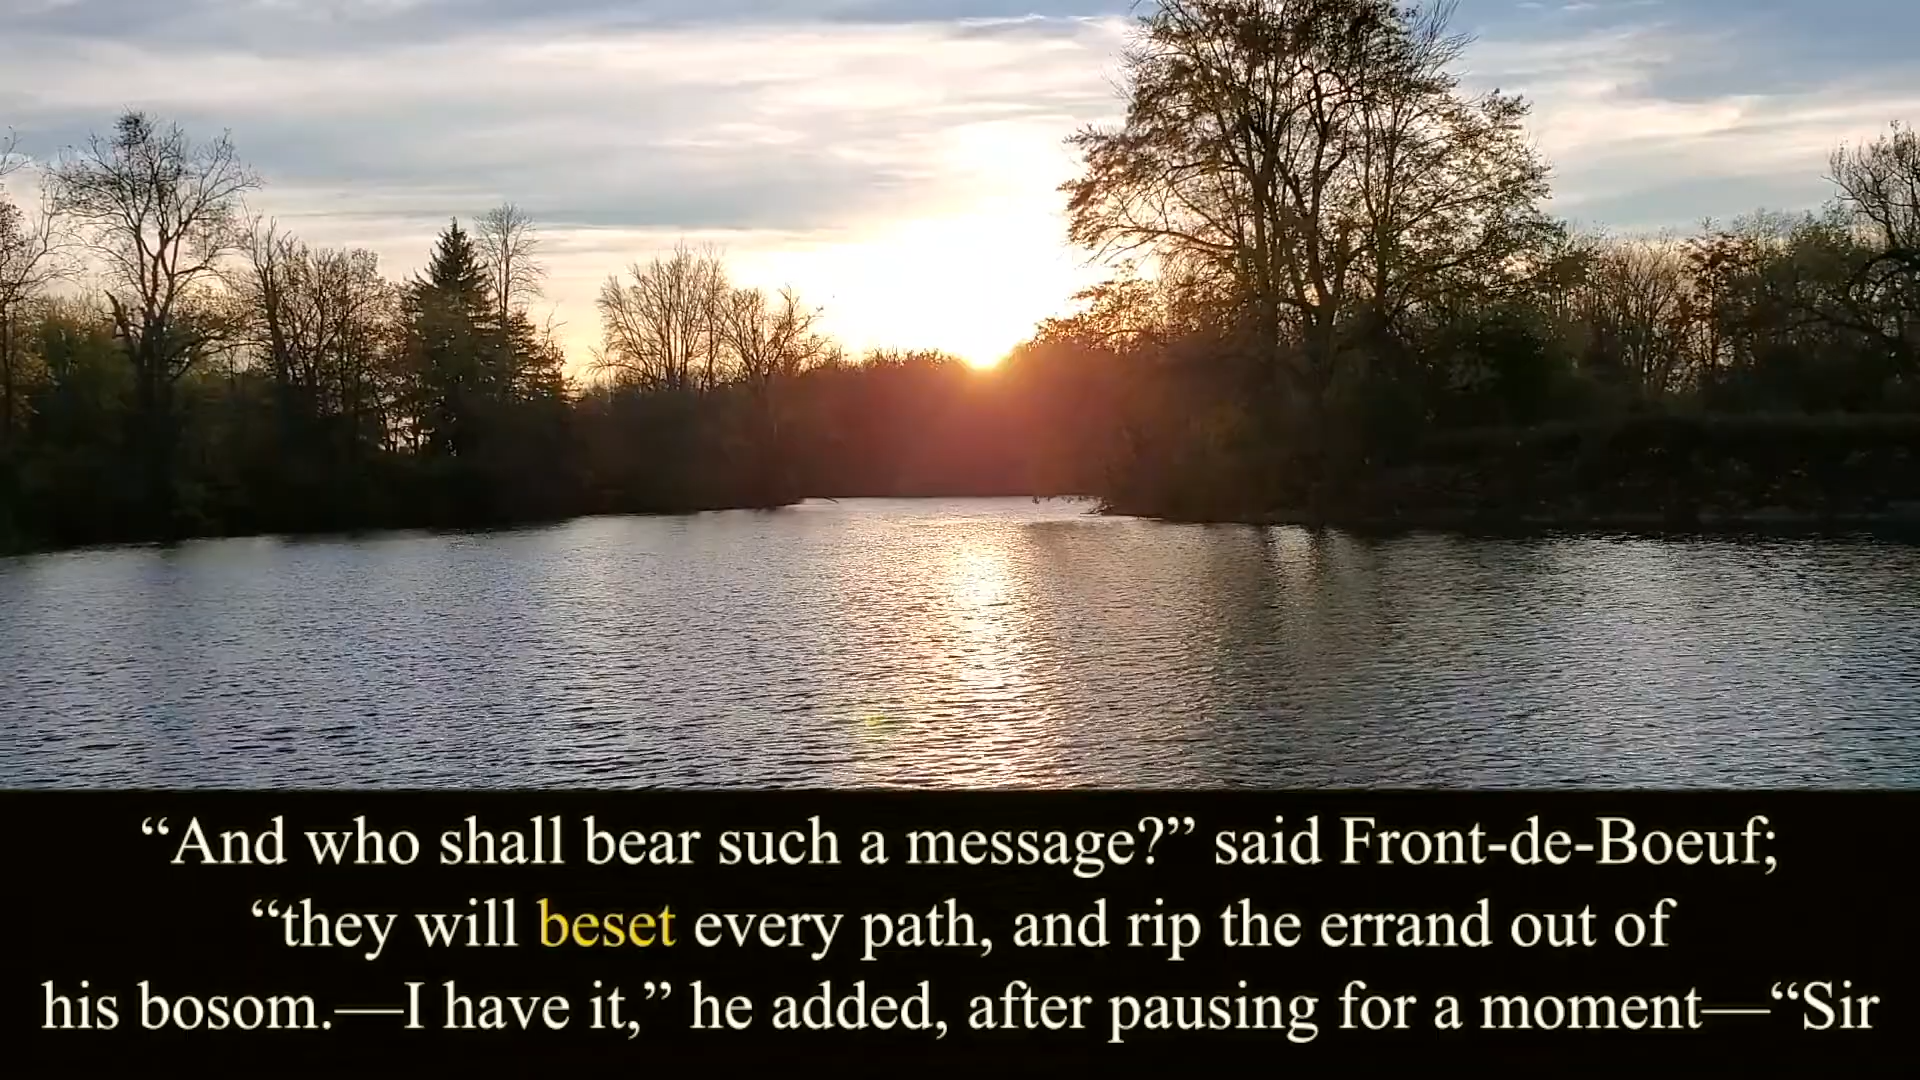 “And who shall bear such a message?” said Front-de-Boeuf;
“they will beset every path, and rip the errand out of
his bosom.—I have it,” he added, after pausing for a moment—“Sir